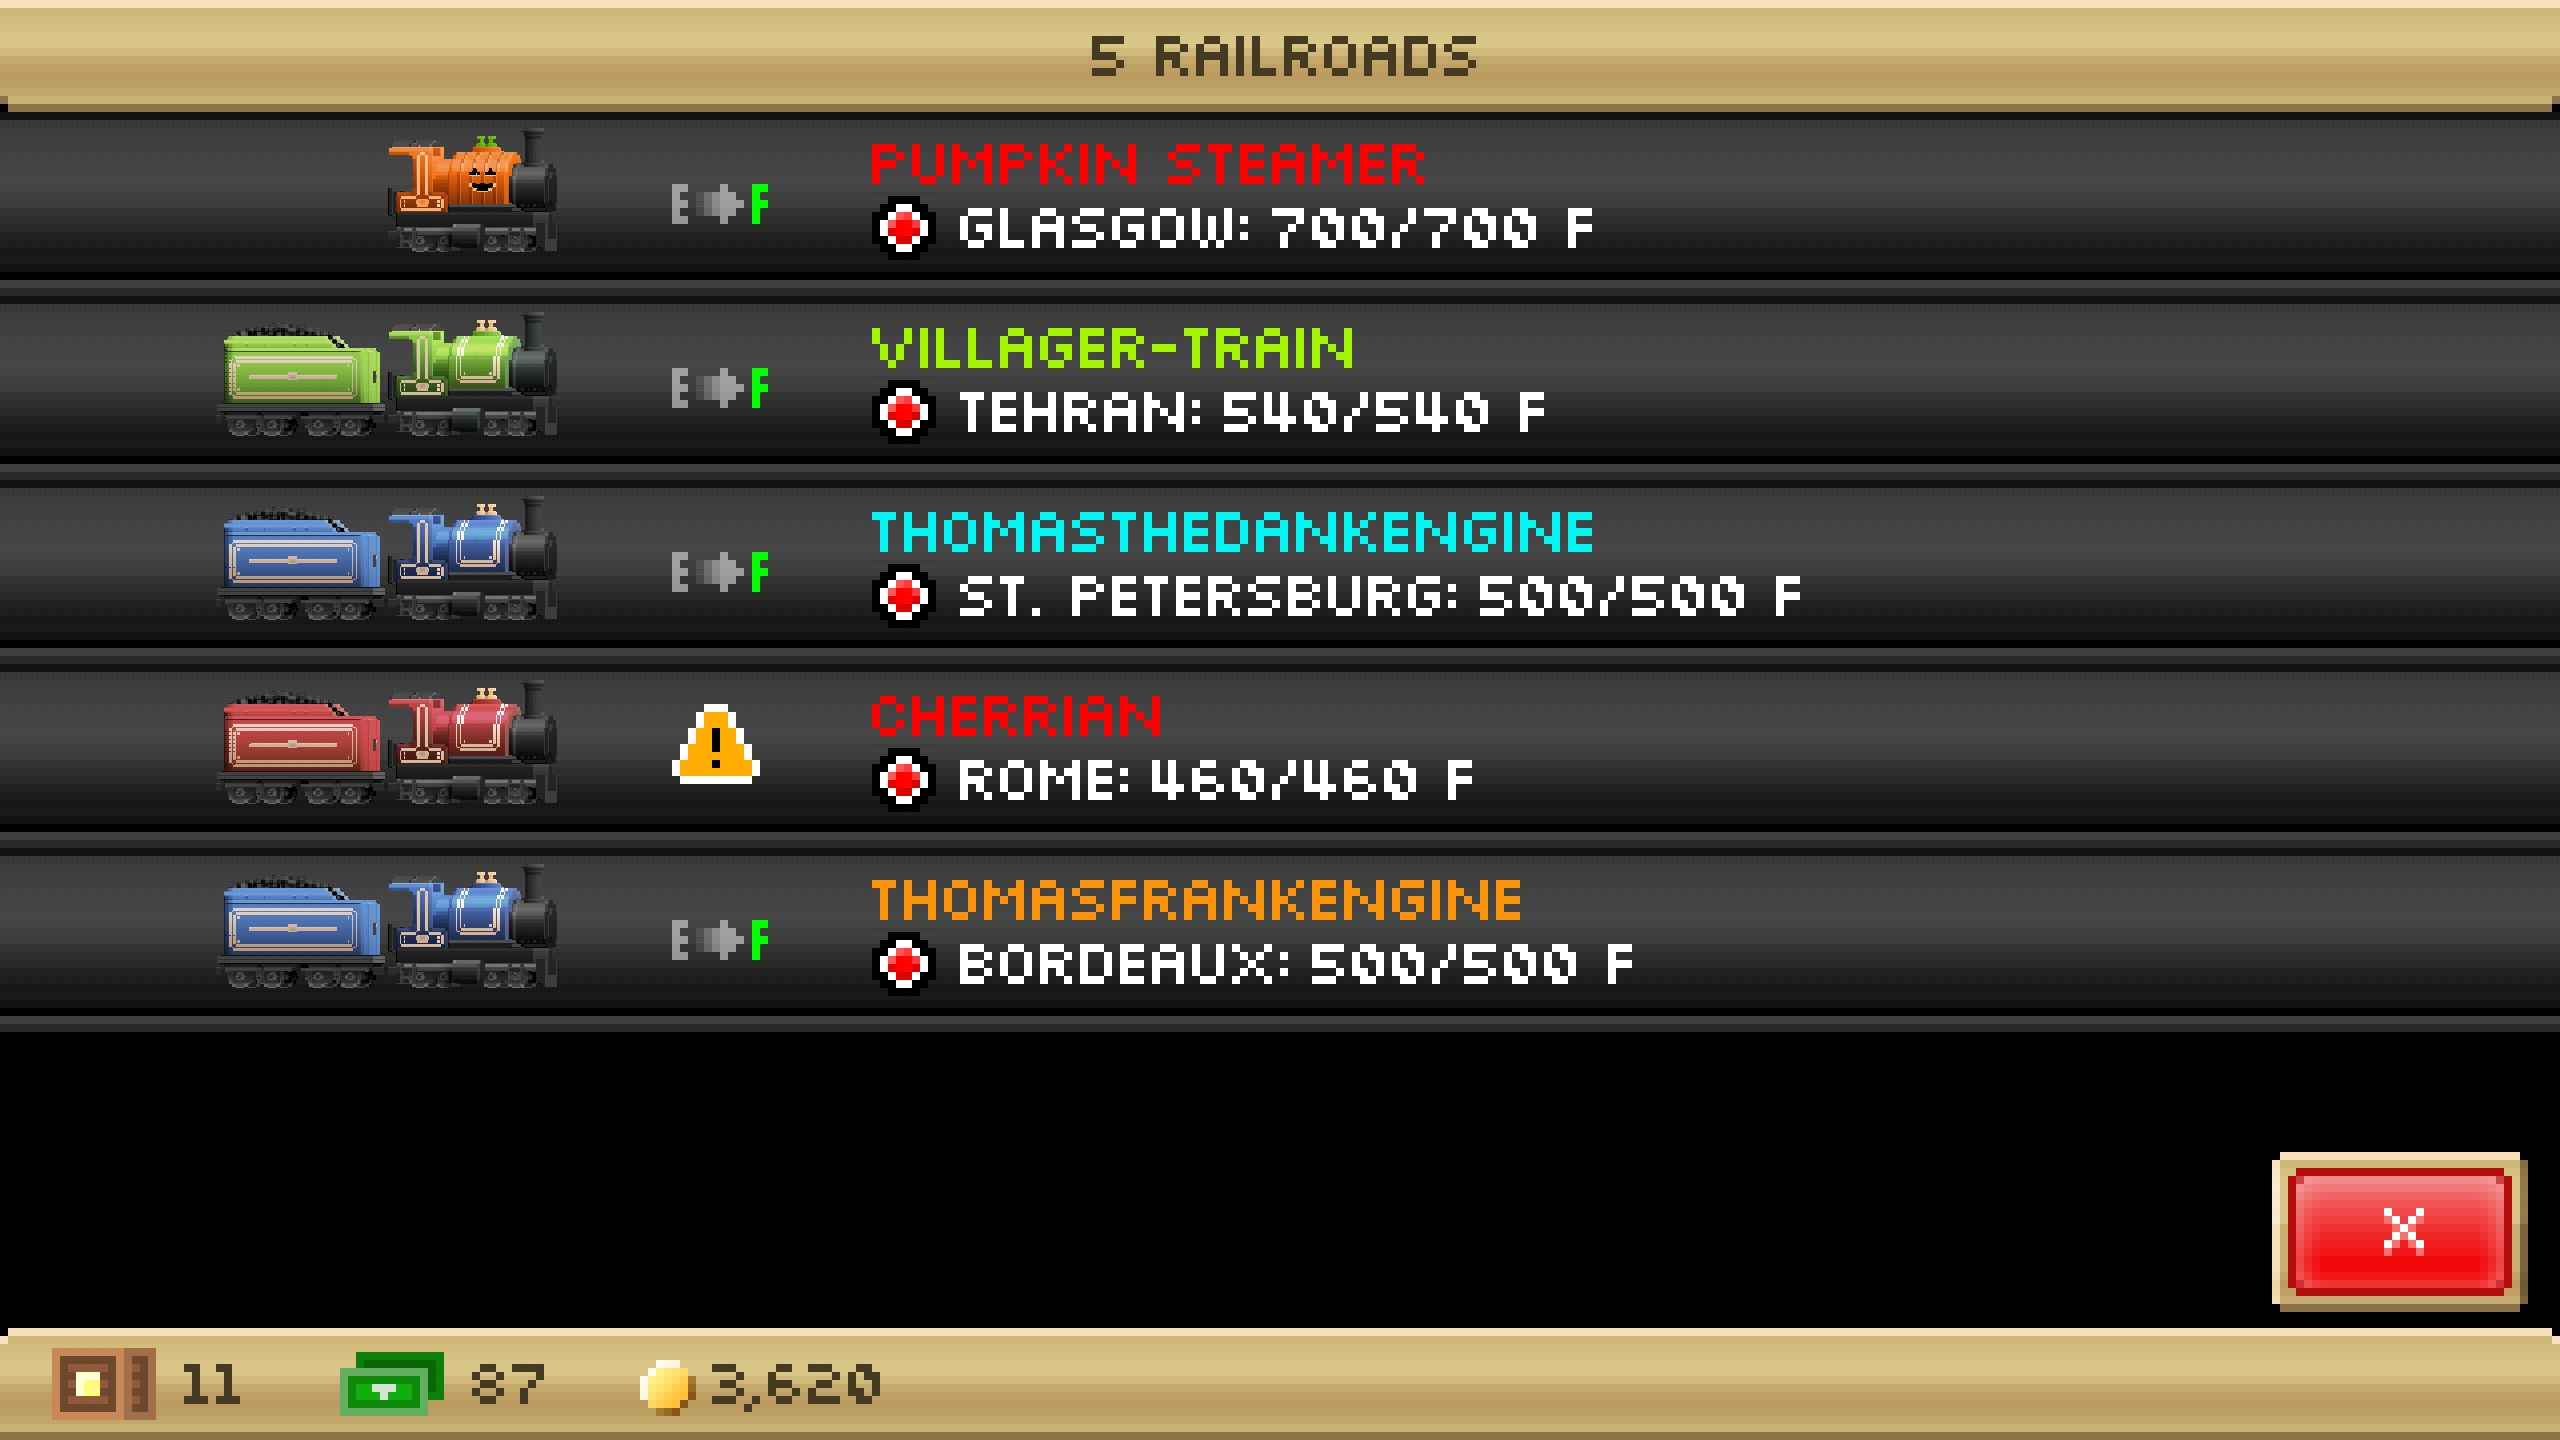 5 RAILROADS
PUMPKIN STEAMER
E F
GLASGOW: 700/700 F
VILLAGER-TRAIN
E F
TEHRAN: 540/540 F
THOMASTHEDANKENGINE
E F
ST. PETERSBURG: 500/500 F
CHERRIAN
!
ROME: 460/460 F
THOMASFRANKENGINE
E F
BORDEAUX: 500/500 F
X
11 87 3,620